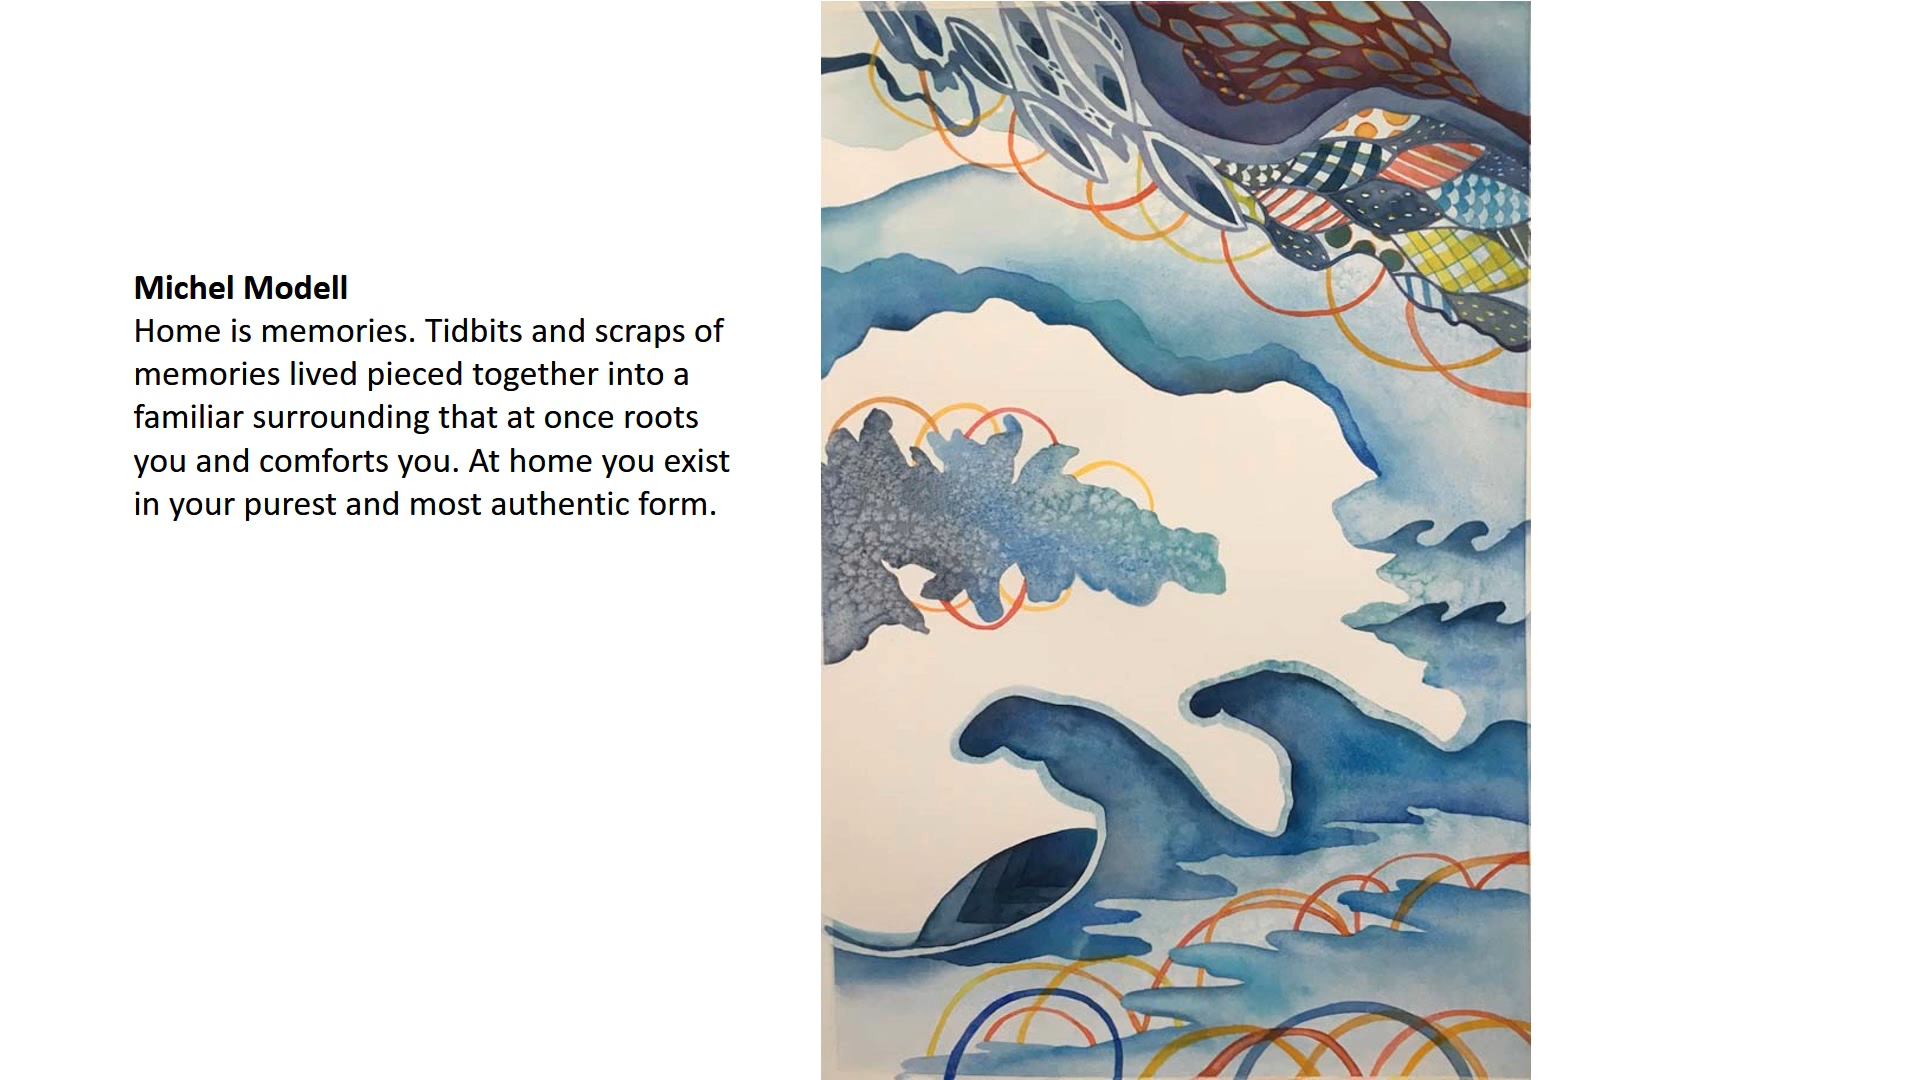 Michel Modell
Home is memories. Tidbits and scraps of
memories lived pieced together into a
familiar surrounding that at once roots
you and comforts you. At home you exist
in your purest and most authentic form.